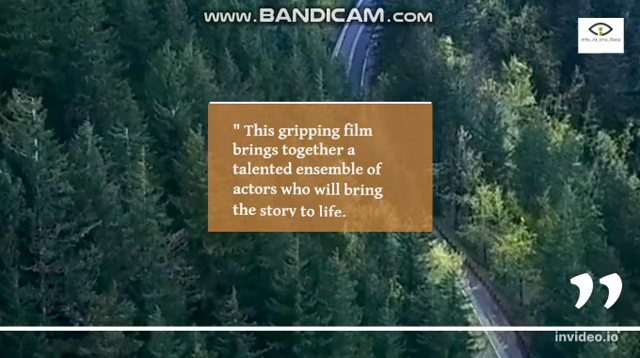 www.BANDICAM.com
" This gripping film
brings together a
talented ensemble of
actors who will bring
the story to life.
”
invideo.io